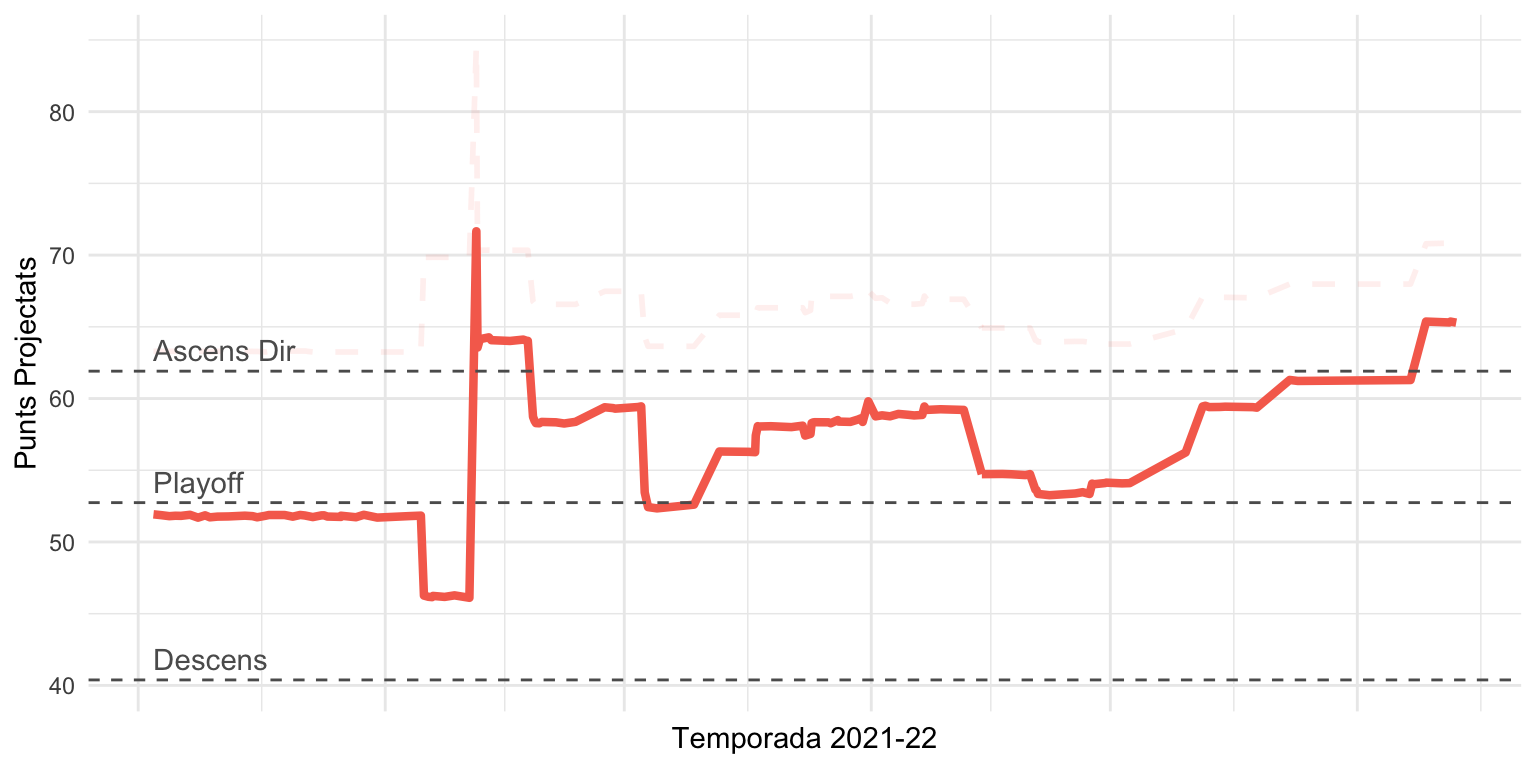 80
70
60
50
40
Punts Projectats
Ascens Dir
Playoff
Descens
Temporada 2021-22